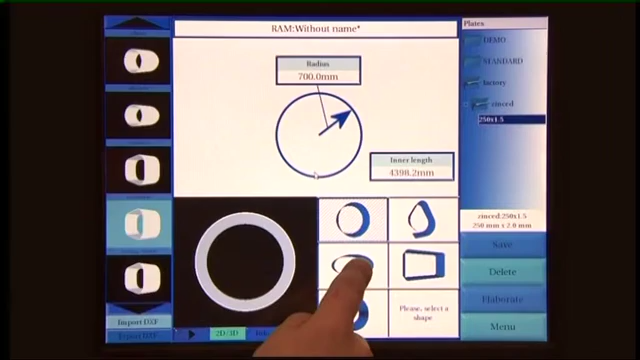 RAM:Without name*
Plates
DEMO
STANDARD
factory
zinced
250x1.5
Radius
700.0mm
Inner length
4398.2mm
zinced:250x1.5
250 mm x 2.0 mm
Save
Delete
Elaborate
Menu
Please, select a
shape
Import DXF
Export DXF
2D/3D